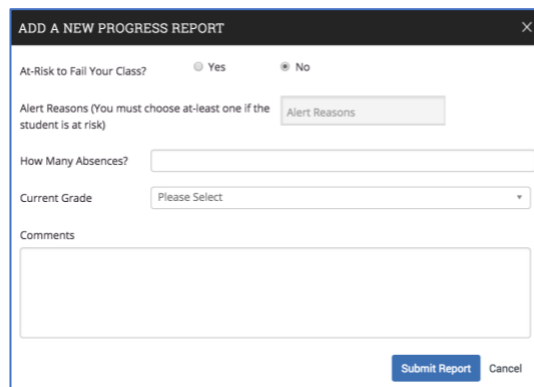 ADD A NEW PROGRESS REPORT ×
At-Risk to Fail Your Class? Yes No
Alert Reasons (You must choose at-least one if the
student is at risk)
Alert Reasons
How Many Absences?
Current Grade Please Select
Comments
Submit Report Cancel